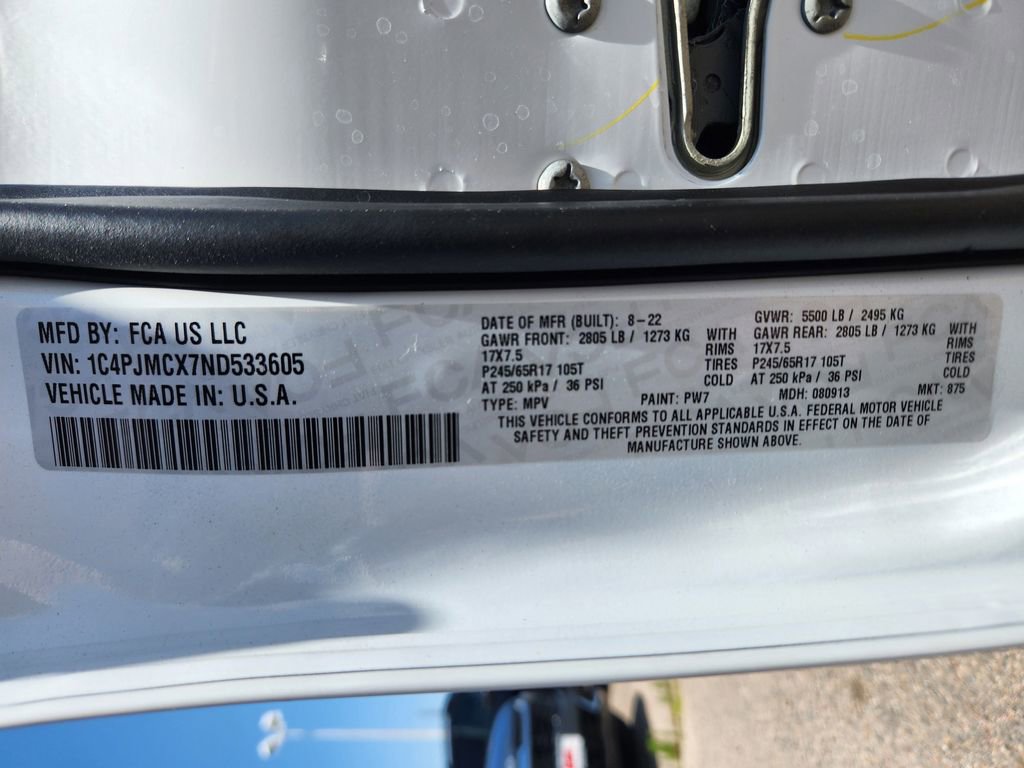 MFD BY: FCA US LLC
VIN: 1C4PJMCX7ND533605
VEHICLE MADE IN: U.S.A.
DATE OF MFR (BUILT): 8-22
GAWR FRONT: 2805 LB / 1273 KG WITH
17X7.5 RIMS
P245/65R17 105T TIRES
AT 250 kPa / 36 PSI COLD
GVWR: 5500 LB / 2495 KG
GAWR REAR: 2805 LB / 1273 KG WITH
17X7.5 RIMS
P245/65R17 105T TIRES
AT 250 kPa / 36 PSI COLD
TYPE: MPV PAINT: PW7 MDH: 080913 MKT: 875
THIS VEHICLE CONFORMS TO ALL APPLICABLE U.S.A. FEDERAL MOTOR VEHICLE
SAFETY AND THEFT PREVENTION STANDARDS IN EFFECT ON THE DATE OF
MANUFACTURE SHOWN ABOVE.